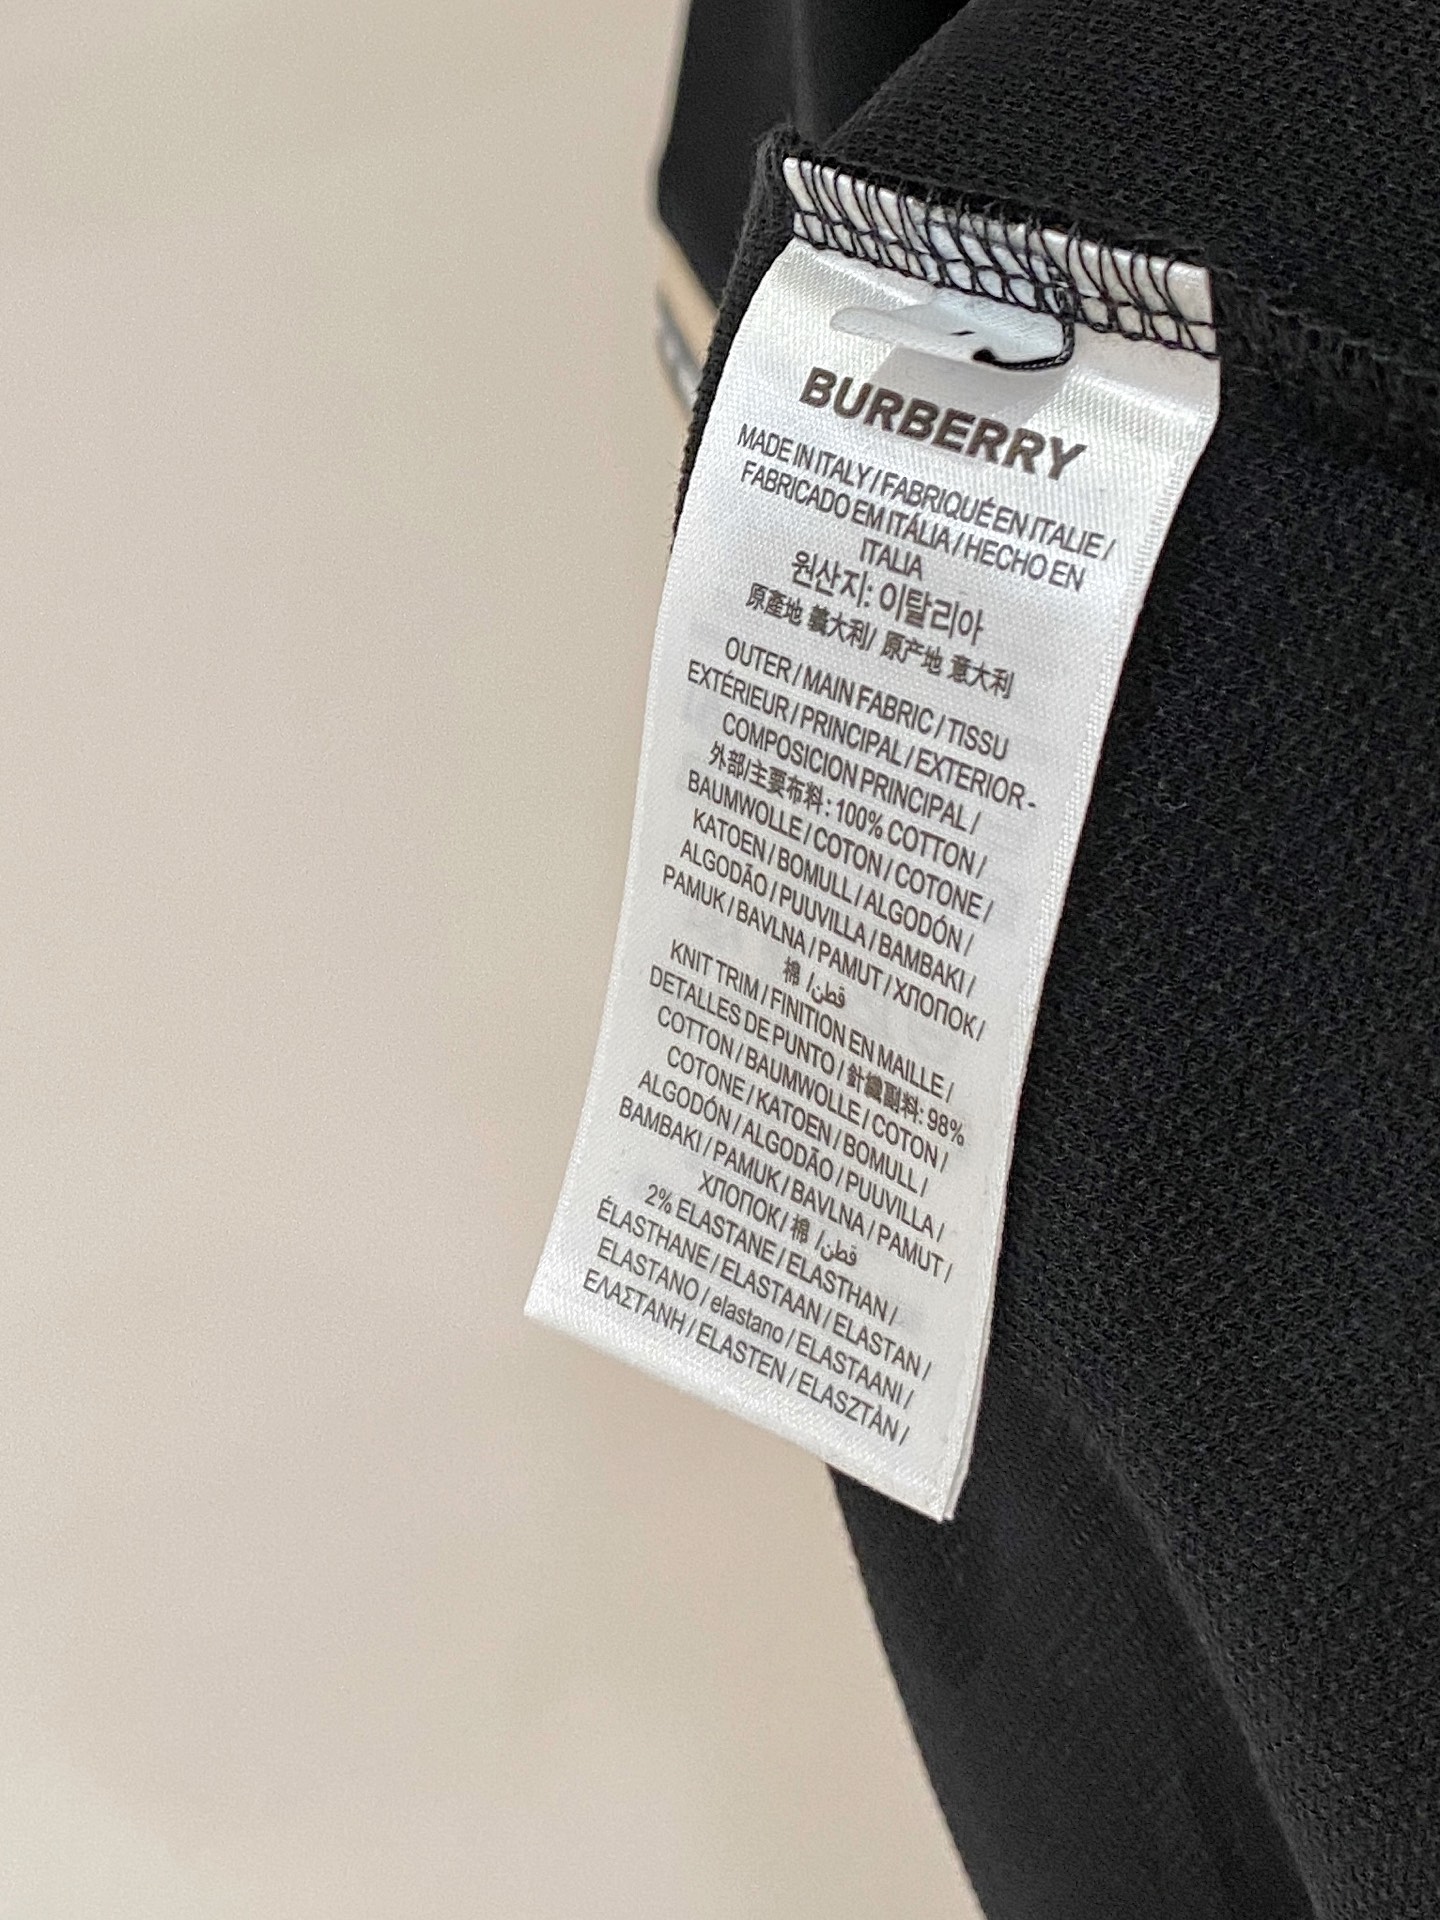 BURBERRY
MADE IN ITALY / FABRIQUÉ EN ITALIE /
FABRICADO EM ITÁLIA / HECHO EN
ITALIA
원산지: 이탈리아
原產地 義大利/ 原产地 意大利
OUTER / MAIN FABRIC / TISSU
EXTÉRIEUR / PRINCIPAL / EXTERIOR -
COMPOSICION PRINCIPAL /
外部/主要布料: 100% COTTON /
BAUMWOLLE / COTON / COTONE /
KATOEN / BOMULL / ALGODÓN /
ALGODÃO / PUUVILLA / BAMBAKI /
PAMUK / BAVLNA / PAMUT / ХЛОПОК /
棉 / قطن
KNIT TRIM / FINITION EN MAILLE /
DETALLES DE PUNTO / 針織副料: 98%
COTTON / BAUMWOLLE / COTON /
COTONE / KATOEN / BOMULL /
ALGODÓN / ALGODÃO / PUUVILLA /
BAMBAKI / PAMUK / BAVLNA / PAMUT /
ХЛОПОК / 棉 / قطن
2% ELASTANE / ELASTHAN /
ÉLASTHANE / ELASTAAN / ELASTAN /
ELASTANO / elastano / ELASTAANI /
ΕΛΑΣΤΑΝΗ / ELASTEN / ELASZTÀN /